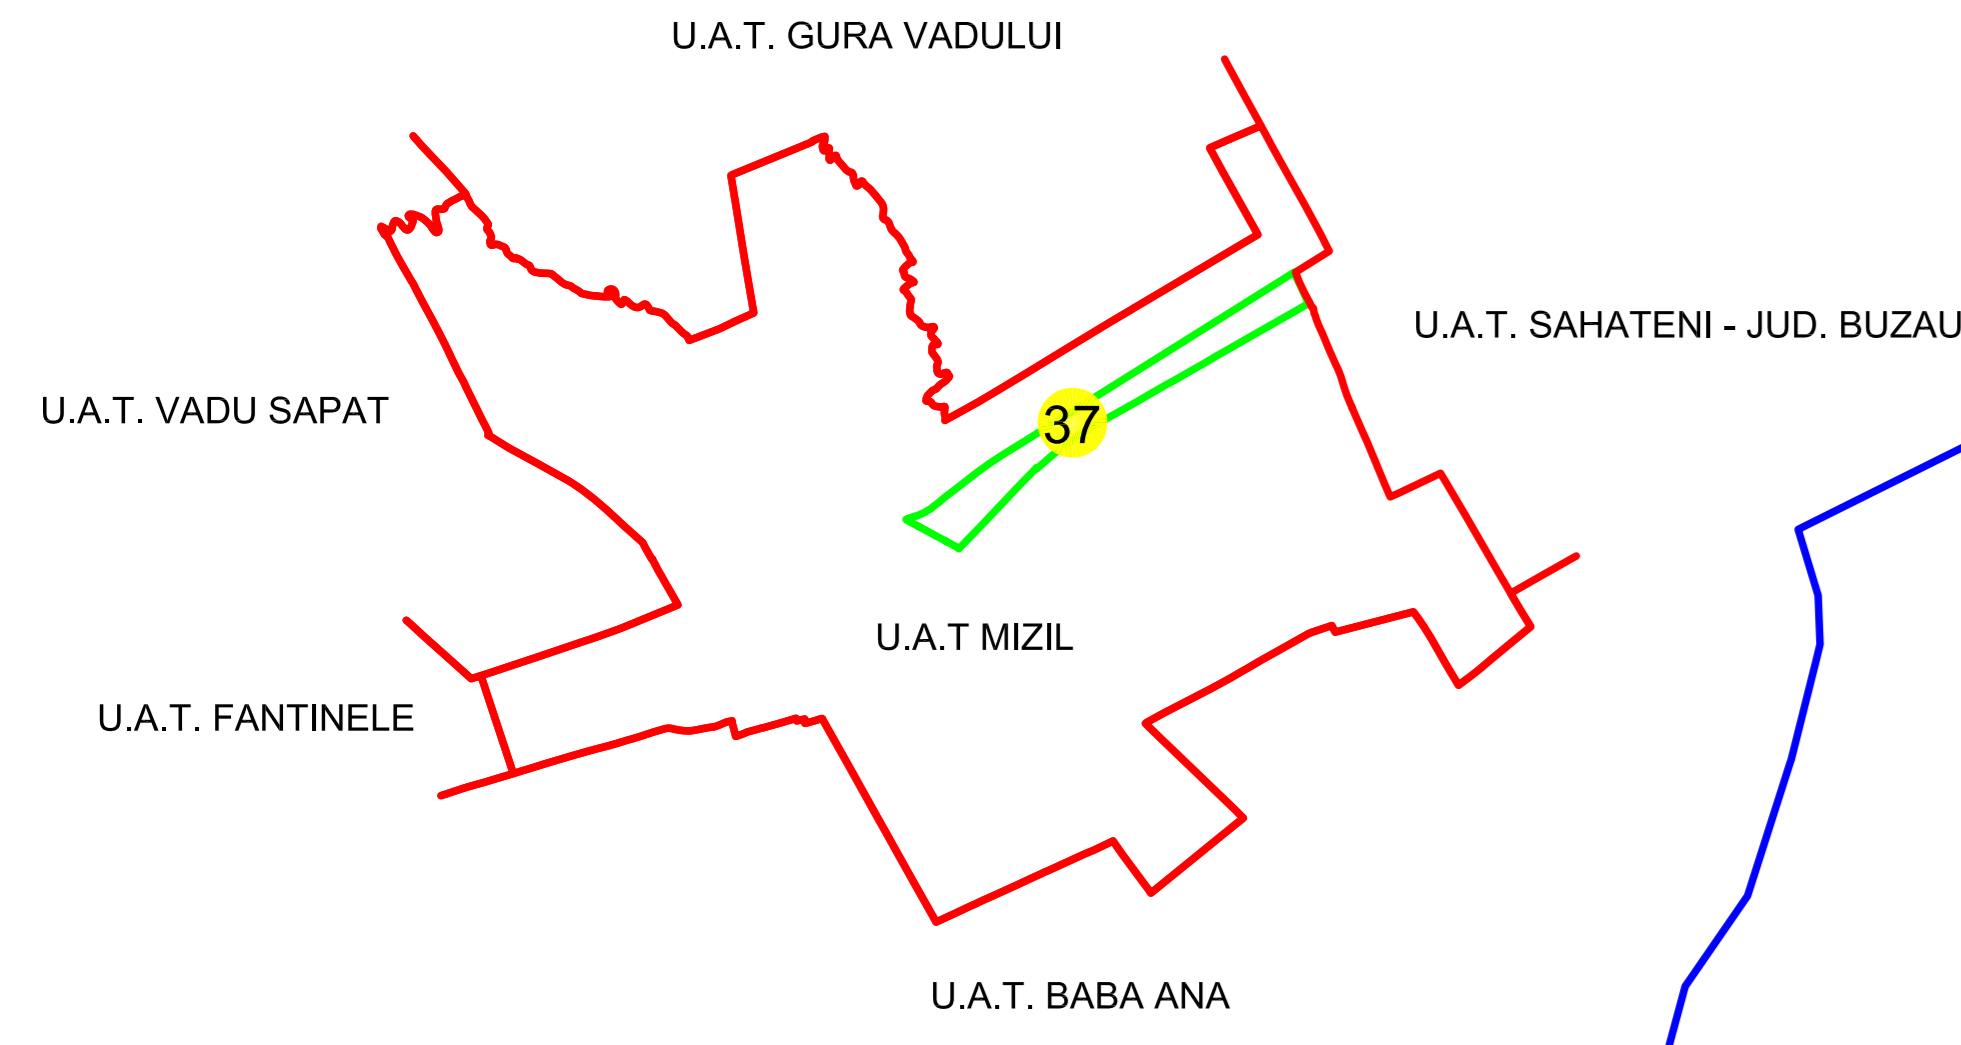 U.A.T. GURA VADULUI
U.A.T. SAHATENI - JUD. BUZAU
U.A.T. VADU SAPAT
37
U.A.T MIZIL
U.A.T. FANTINELE
U.A.T. BABA ANA